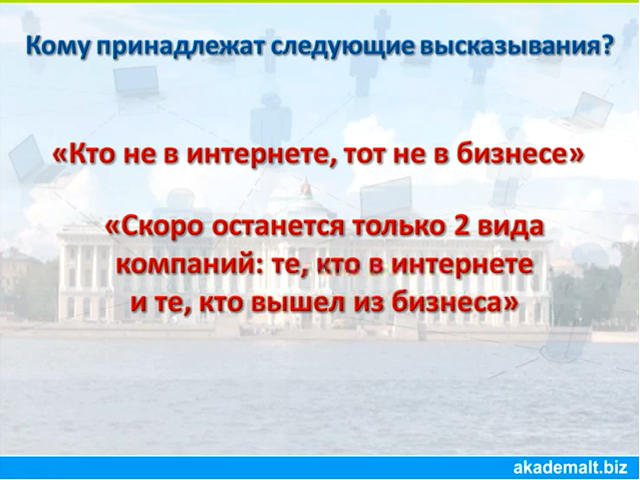 Кому принадлежат следующие высказывания?
«Кто не в интернете, тот не в бизнесе»
«Скоро останется только 2 вида
компаний: те, кто в интернете
и те, кто вышел из бизнеса»
akademalt.biz